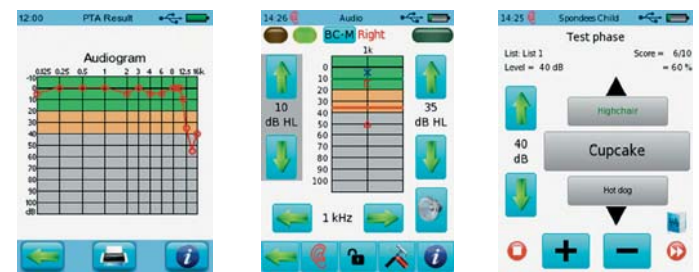 12:00 PTA Result
Audiogram
0.125 0.25 0.5 1 2 3 4 6 8 12.5 16k
-10
0
10
20
30
40
50
60
70
80
90
100
dB
i
14:26 Audio
BC-M Right
1k
0
10
20
30
40
50
60
70
80
90
100
10
dB HL
35
dB HL
1 kHz
i
14:25 Spondees Child
Test phase
List: List 1 Score = 6/10
Level = 40 dB = 60 %
Highchair
40
dB
Cupcake
Hot dog